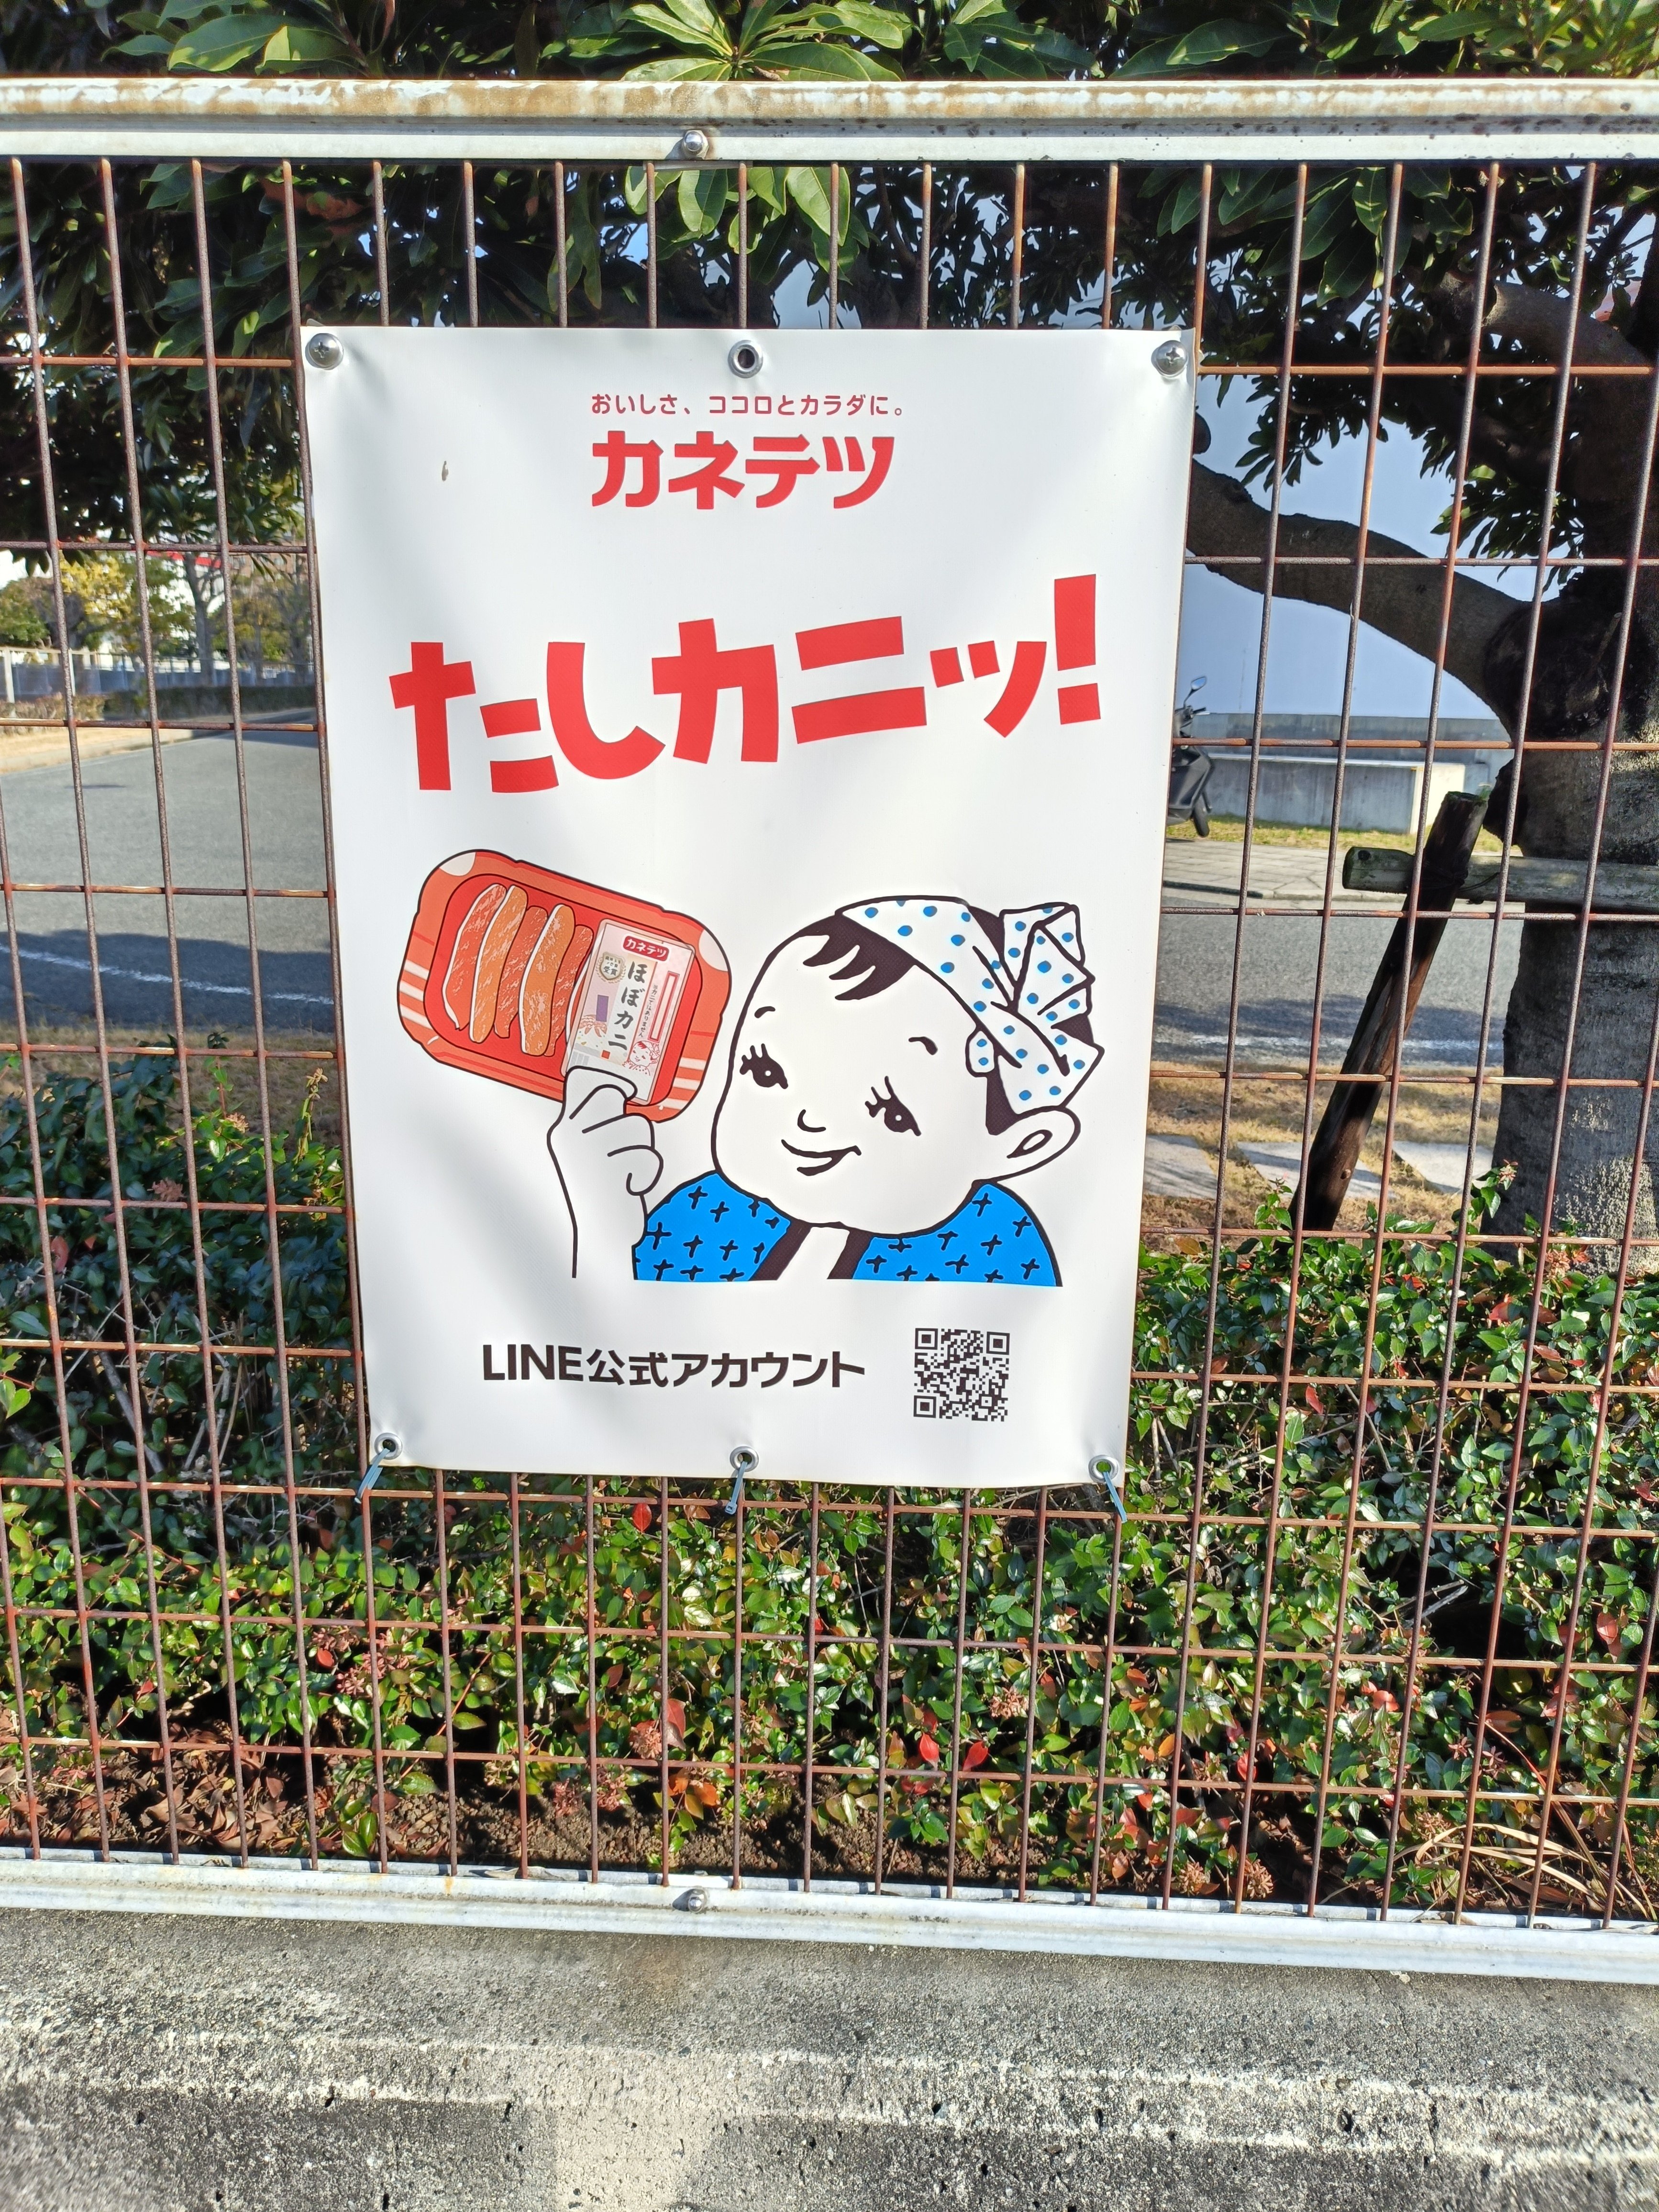 おいしさ、ココロとカラダに。
カネテツ
たしカニッ!
カネテツ
ほぼカニ
LINE公式アカウント